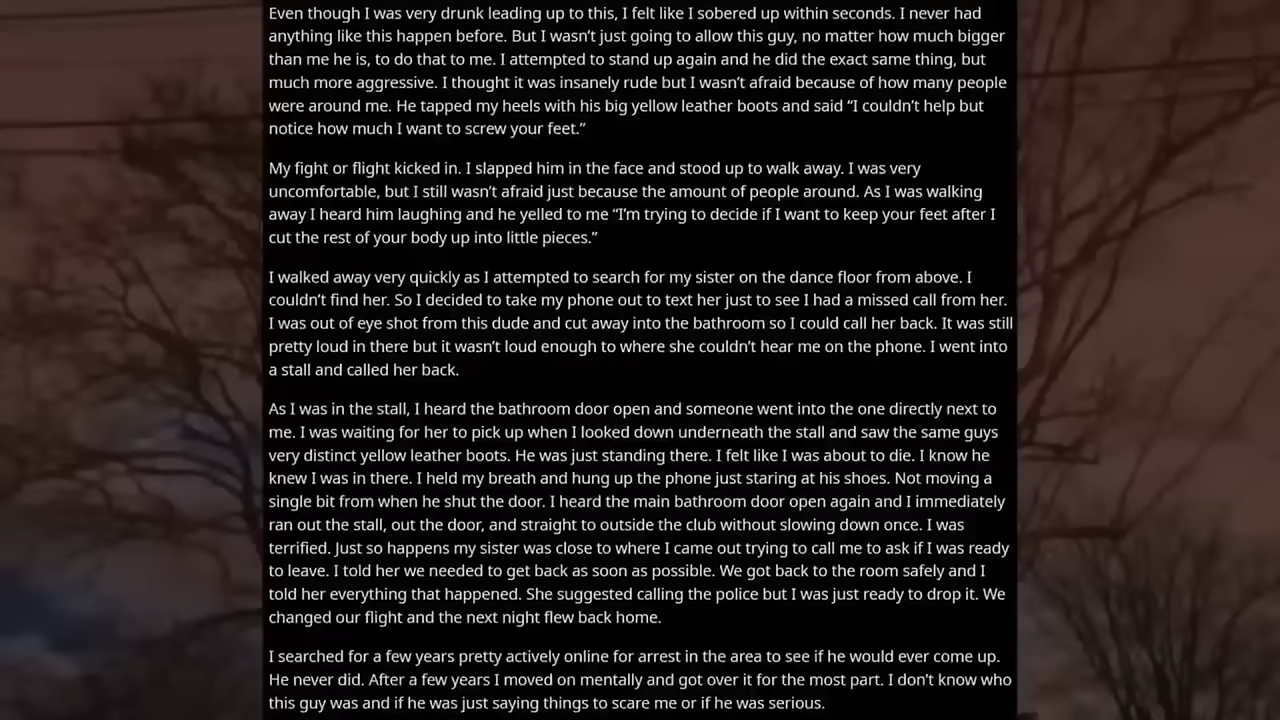 Even though I was very drunk leading up to this, I felt like I sobered up within seconds. I never had
anything like this happen before. But I wasn’t just going to allow this guy, no matter how much bigger
than me he is, to do that to me. I attempted to stand up again and he did the exact same thing, but
much more aggressive. I thought it was insanely rude but I wasn’t afraid because of how many people
were around me. He tapped my heels with his big yellow leather boots and said “I couldn’t help but
notice how much I want to screw your feet.”
My fight or flight kicked in. I slapped him in the face and stood up to walk away. I was very
uncomfortable, but I still wasn’t afraid just because the amount of people around. As I was walking
away I heard him laughing and he yelled to me “I’m trying to decide if I want to keep your feet after I
cut the rest of your body up into little pieces.”
I walked away very quickly as I attempted to search for my sister on the dance floor from above. I
couldn’t find her. So I decided to take my phone out to text her just to see I had a missed call from her.
I was out of eye shot from this dude and cut away into the bathroom so I could call her back. It was still
pretty loud in there but it wasn’t loud enough to where she couldn’t hear me on the phone. I went into
a stall and called her back.
As I was in the stall, I heard the bathroom door open and someone went into the one directly next to
me. I was waiting for her to pick up when I looked down underneath the stall and saw the same guys
very distinct yellow leather boots. He was just standing there. I felt like I was about to die. I know he
knew I was in there. I held my breath and hung up the phone just staring at his shoes. Not moving a
single bit from when he shut the door. I heard the main bathroom door open again and I immediately
ran out the stall, out the door, and straight to outside the club without slowing down once. I was
terrified. Just so happens my sister was close to where I came out trying to call me to ask if I was ready
to leave. I told her we needed to get back as soon as possible. We got back to the room safely and I
told her everything that happened. She suggested calling the police but I was just ready to drop it. We
changed our flight and the next night flew back home.
I searched for a few years pretty actively online for arrest in the area to see if he would ever come up.
He never did. After a few years I moved on mentally and got over it for the most part. I don’t know who
this guy was and if he was just saying things to scare me or if he was serious.